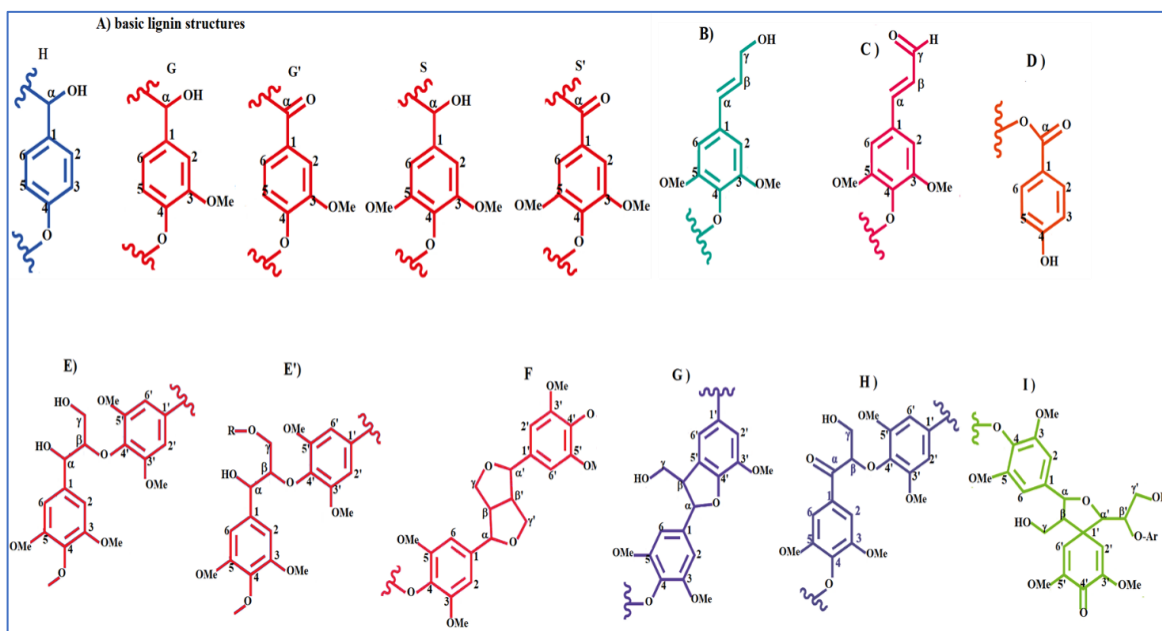 A) basic lignin structures
H
α
OH
1
6
2
5
3
4
O
G
α
OH
1
6
2
5
3
OMe
4
O
G'
α
O
1
6
2
5
3
OMe
4
O
S
α
OH
1
6
2
5
3
OMe
OMe
4
O
S'
α
O
1
6
2
5
3
OMe
OMe
4
O
B)
OH
γ
β
α
1
6
2
5
3
OMe
OMe
4
O
C)
O
H
γ
β
α
1
6
2
5
3
OMe
OMe
4
O
D)
O
α
O
1
6
2
5
3
4
OH
E)
6'
1'
OMe
5'
HO
γ
2'
β
O
4'
3'
HO
α
OMe
1
6
2
5
3
OMe
OMe
4
O
E')
6'
1'
OMe
5'
R
O
γ
2'
β
O
4'
3'
HO
α
OMe
1
6
2
5
3
OMe
OMe
4
O
F
OMe
3'
2'
4'
O
1'
5'
6'
O
α'
γ
β'
β
γ'
α
O
6
1
5
2
OMe
4
3
O
OMe
G)
1'
6'
2'
5'
3'
OMe
4'
γ
HO
β
O
α
1
6
2
OMe
5
3
4
OMe
O
H)
6'
1'
OMe
5'
HO
γ
2'
α
β
O
4'
3'
O
OMe
1
6
2
5
3
OMe
OMe
4
O
I)
OMe
O
4
3
2
OMe
5
1
6
α
O
γ'
β
α'
β'
HO
γ
1'
O-Ar
6'
2'
5'
3'
OMe
OMe
4'
O